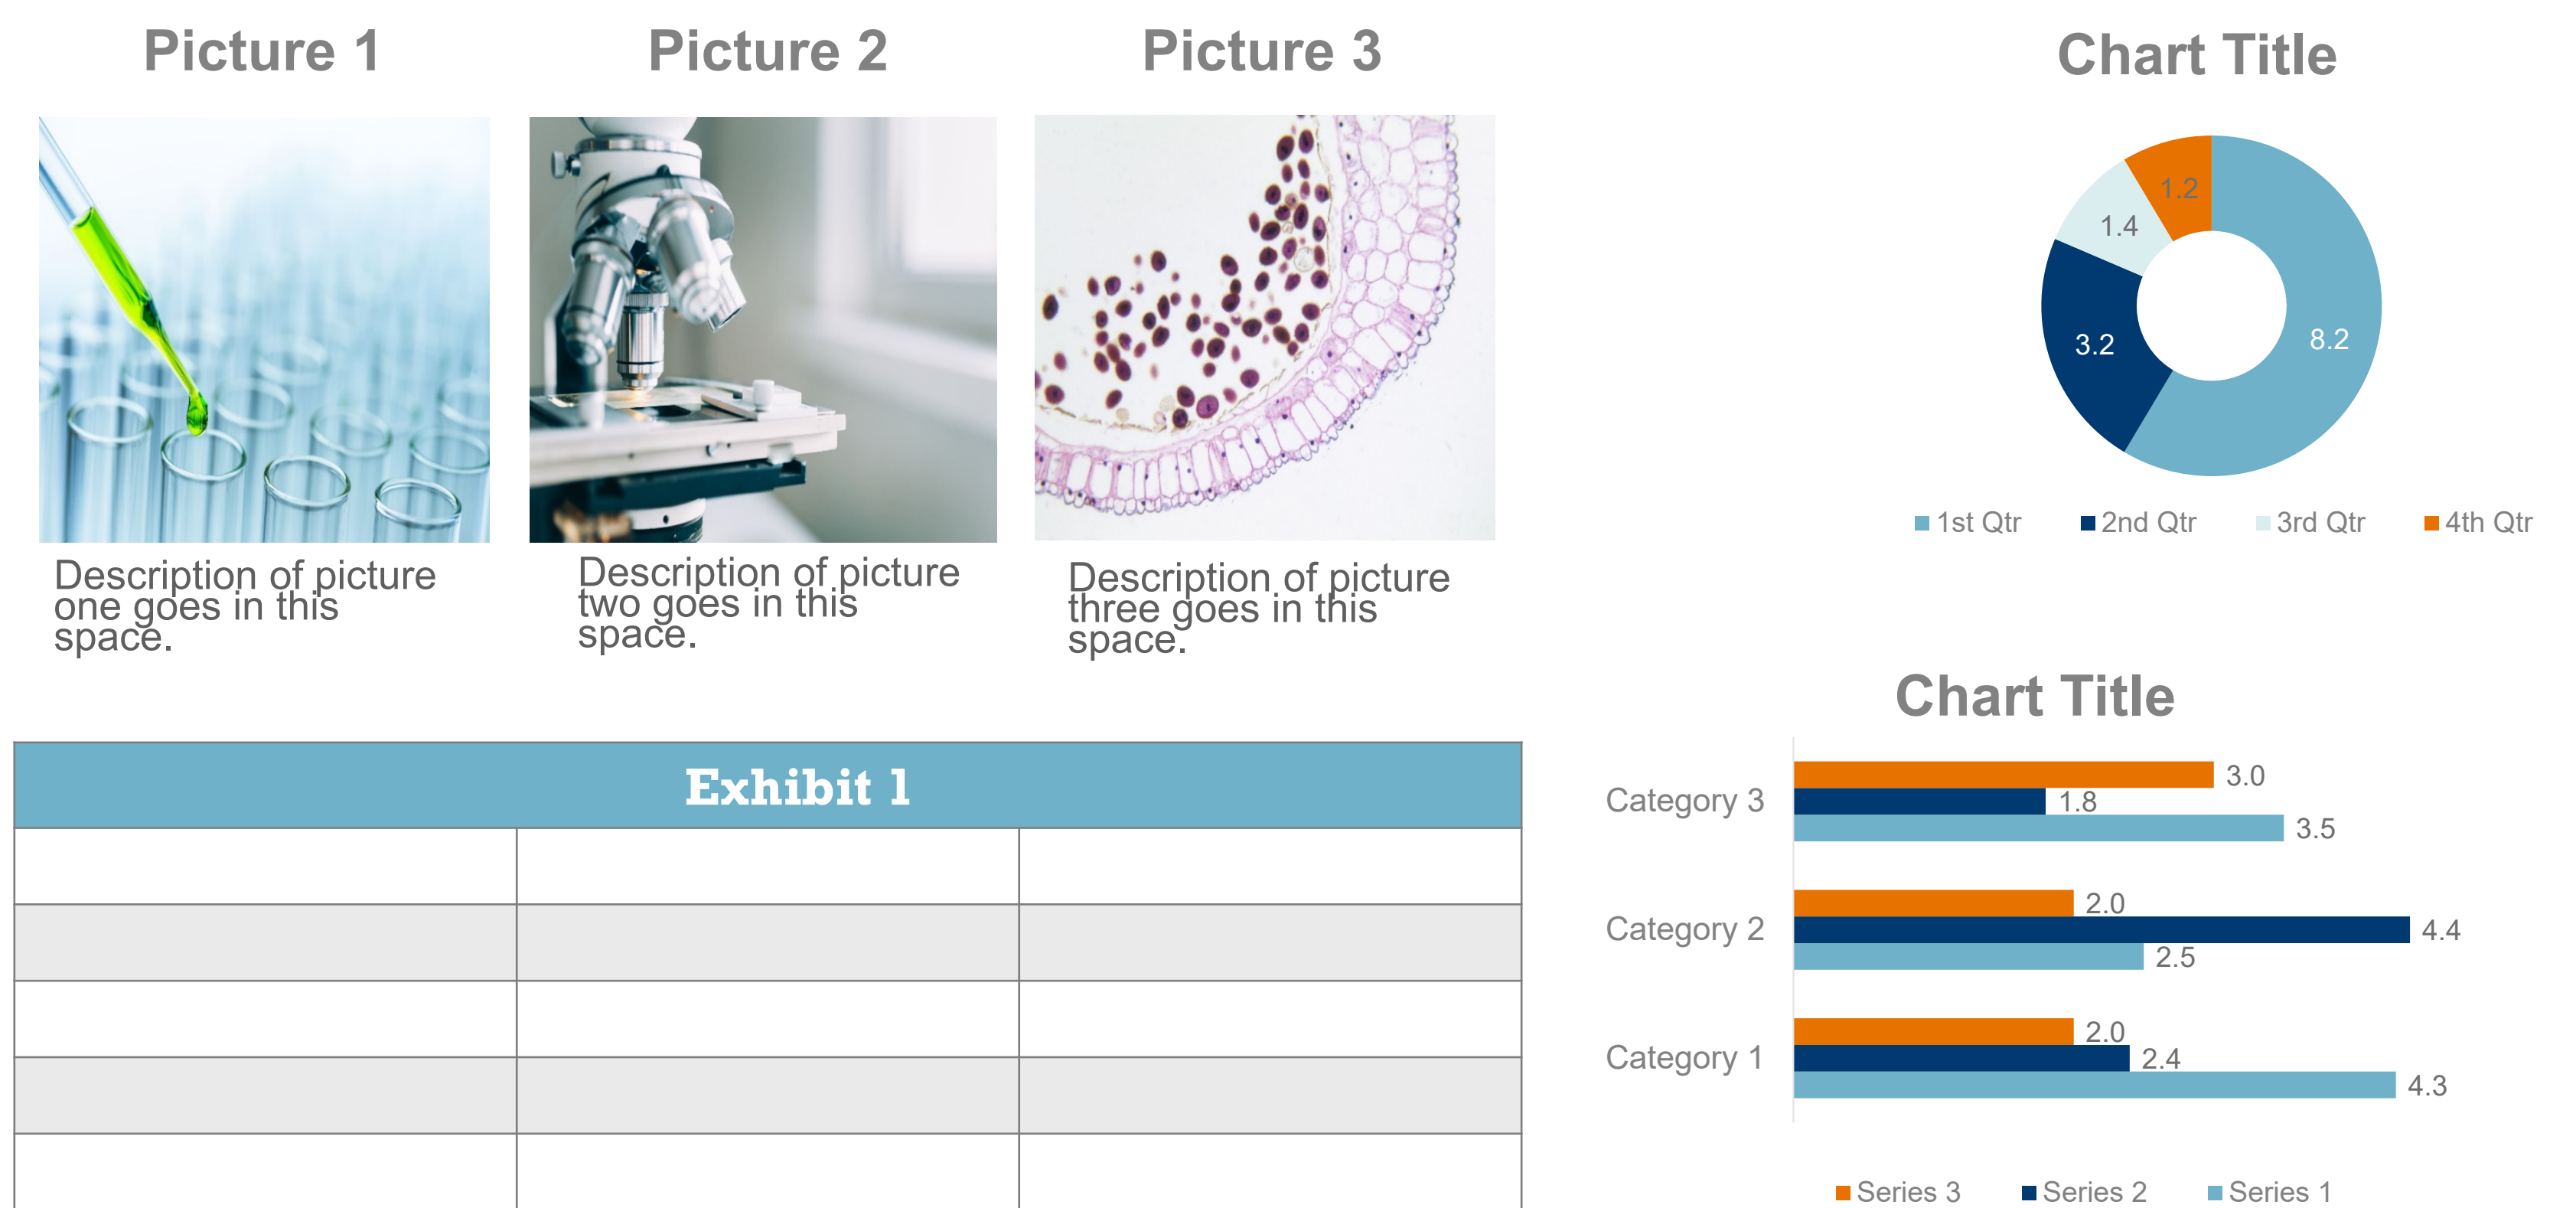 Picture 1
Picture 2
Picture 3
Description of picture
one goes in this
space.
Description of picture
two goes in this
space.
Description of picture
three goes in this
space.
Exhibit 1
Chart Title
1.2
1.4
3.2
8.2
1st Qtr 2nd Qtr 3rd Qtr 4th Qtr
Chart Title
Category 3
3.0
1.8
3.5
Category 2
2.0
4.4
2.5
Category 1
2.0
2.4
4.3
Series 3 Series 2 Series 1